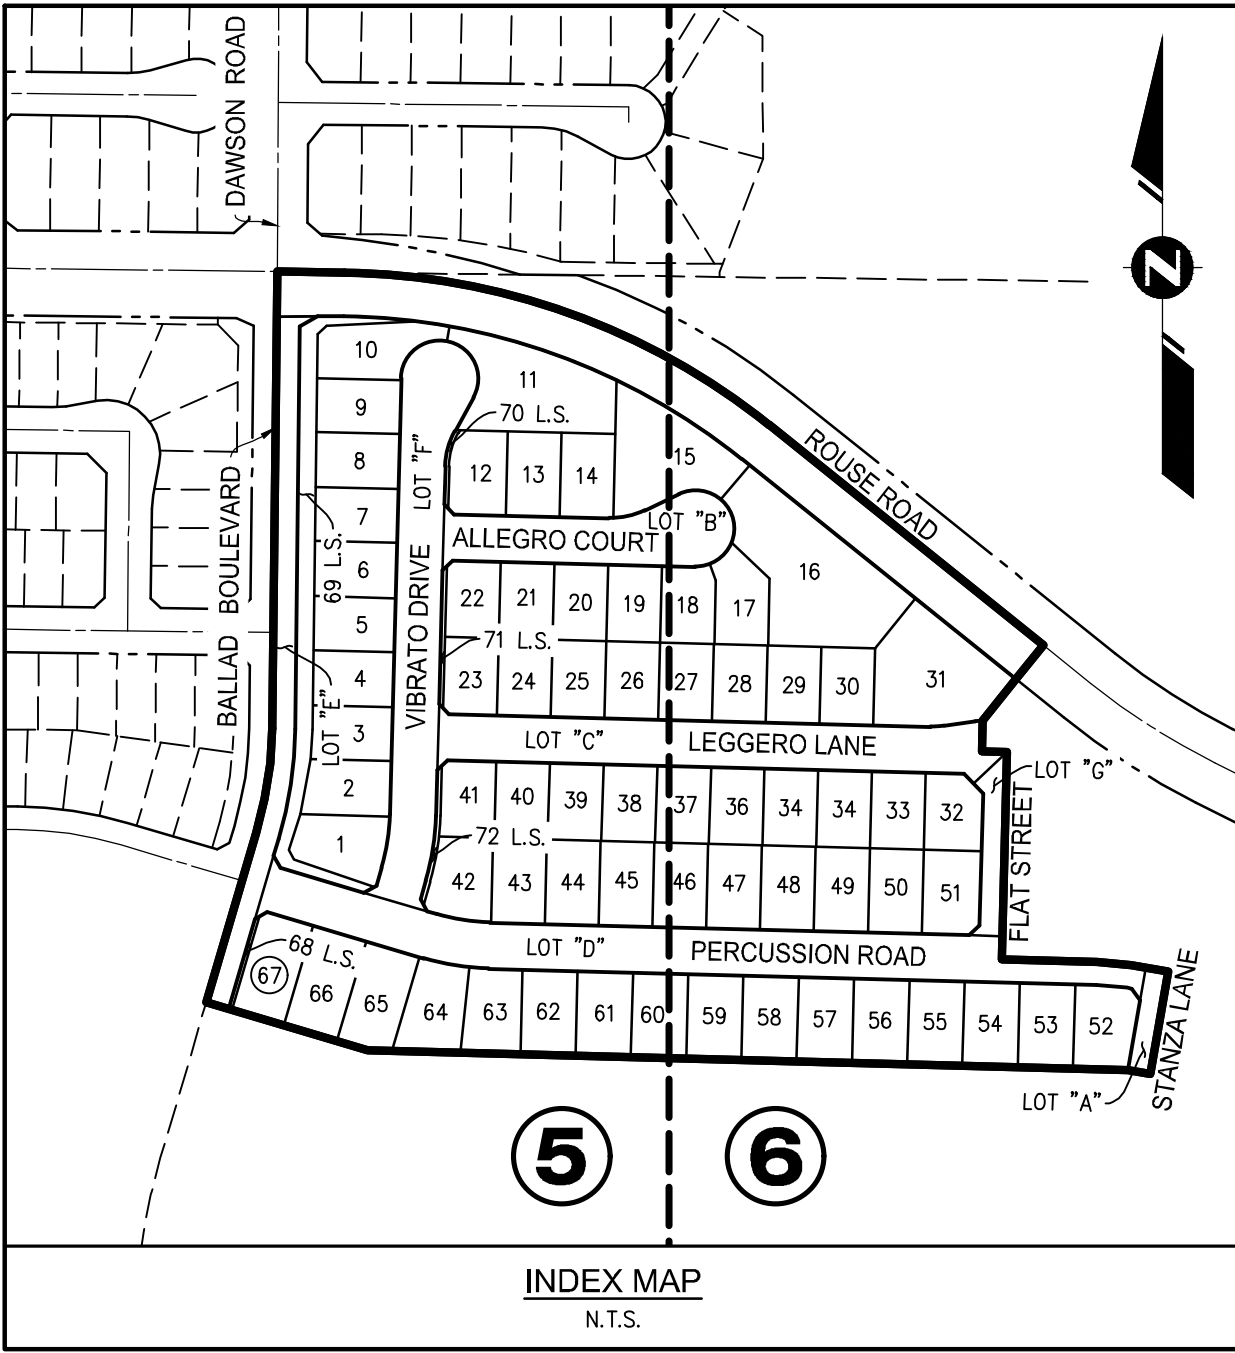 DAWSON ROAD
N
10
11
9
70 L.S.
ROUSE ROAD
8
LOT "F"
12
13
14
15
7
LOT "B"
ALLEGRO COURT
BALLAD BOULEVARD
69 L.S.
6
16
VIBRATO DRIVE
22
21
20
19
18
17
5
71 L.S.
4
23
24
25
26
27
28
29
30
31
LOT "E"
3
LOT "C"
LEGGERO LANE
LOT "G"
2
41
40
39
38
37
36
34
34
33
32
1
72 L.S.
FLAT STREET
42
43
44
45
46
47
48
49
50
51
68 L.S.
LOT "D"
PERCUSSION ROAD
67
66
65
64
63
62
61
60
59
58
57
56
55
54
53
52
STANZA LANE
LOT "A"
5
6
INDEX MAP
N.T.S.